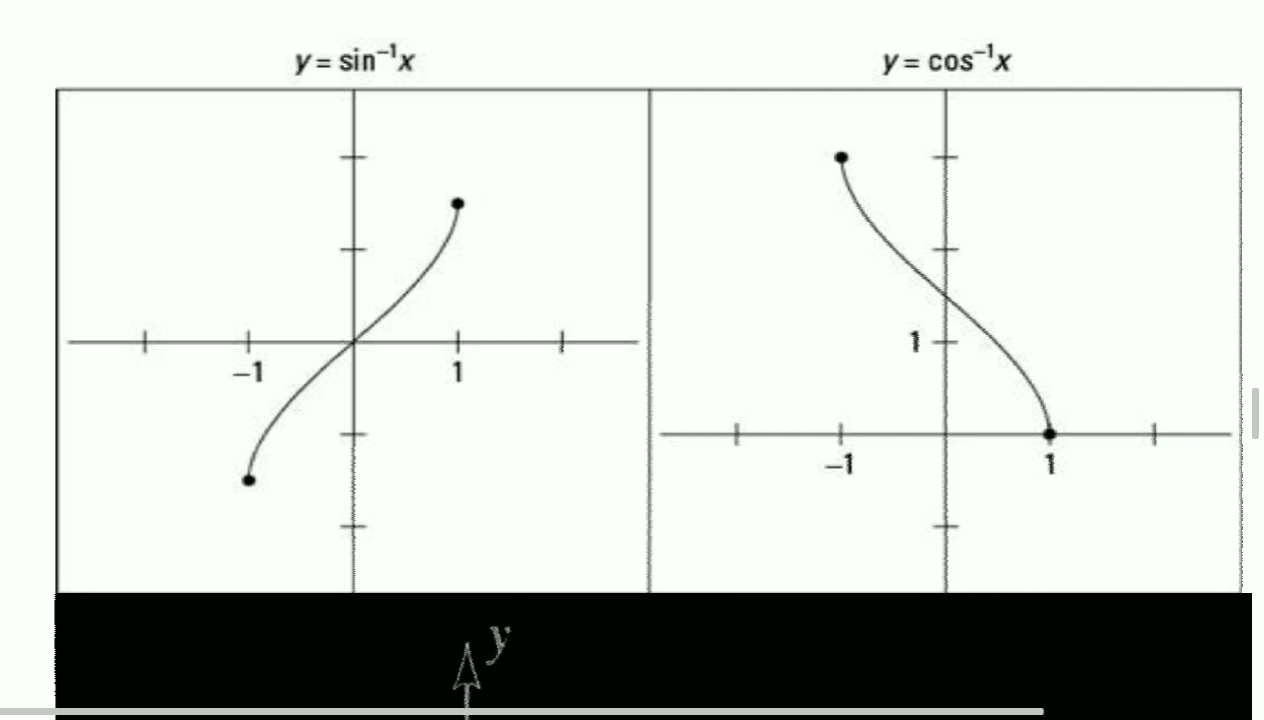 y = sin⁻¹x
y = cos⁻¹x
1
−1
1
−1
1
y